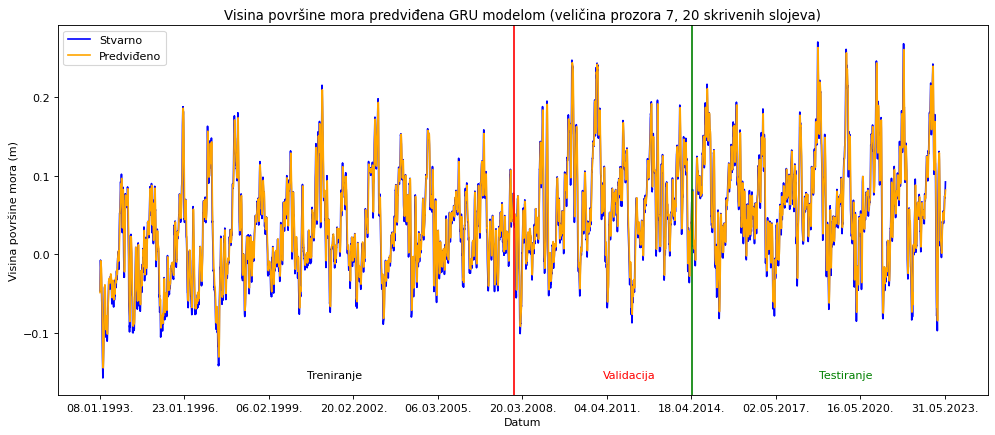 Visina površine mora predviđena GRU modelom (veličina prozora 7, 20 skrivenih slojeva)
Stvarno
Predviđeno
Visina površine mora (m)
0.2
0.1
0.0
−0.1
Treniranje
Validacija
Testiranje
08.01.1993.
23.01.1996.
06.02.1999.
20.02.2002.
06.03.2005.
20.03.2008.
04.04.2011.
18.04.2014.
02.05.2017.
16.05.2020.
31.05.2023.
Datum